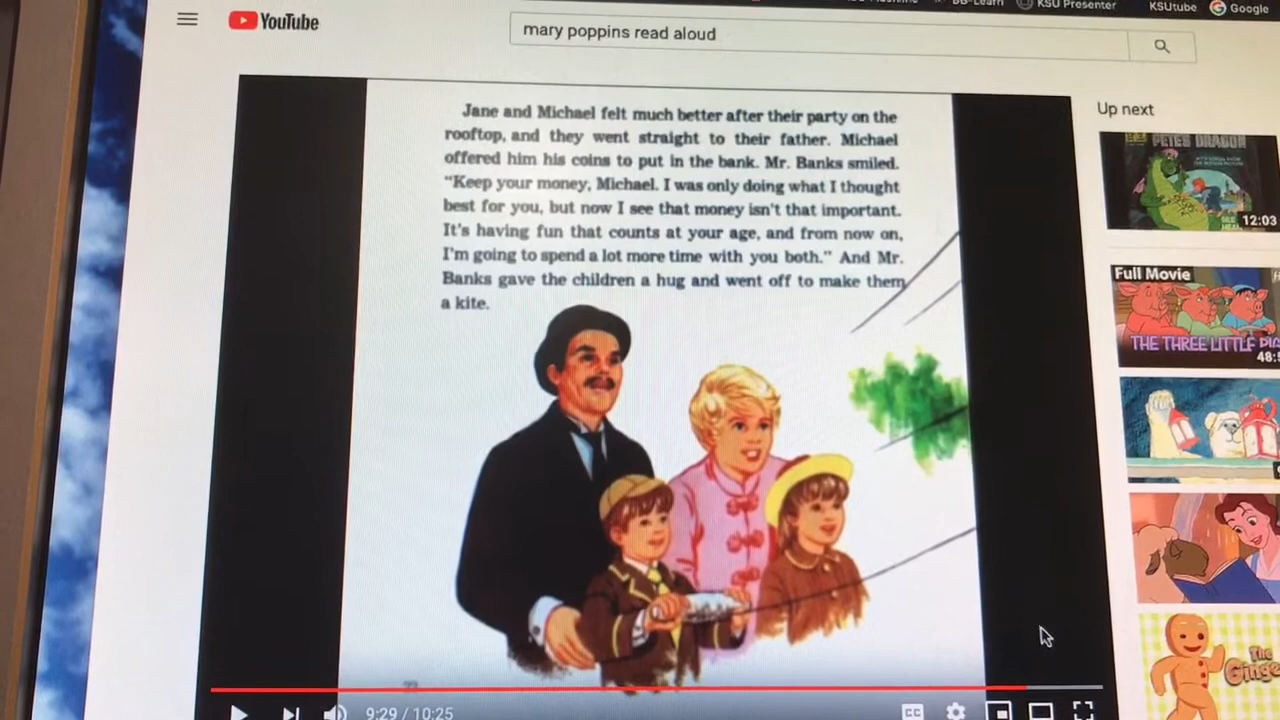 KSU Presenter
KSUtube
Google
YouTube
mary poppins read aloud
Jane and Michael felt much better after their party on the
rooftop, and they went straight to their father. Michael
offered him his coins to put in the bank. Mr. Banks smiled.
“Keep your money, Michael. I was only doing what I thought
best for you, but now I see that money isn't that important.
It's having fun that counts at your age, and from now on,
I'm going to spend a lot more time with you both.” And Mr.
Banks gave the children a hug and went off to make them
a kite.
Up next
PETE'S DRAGON
12:03
Full Movie
THE THREE LITTLE
The
9:29 / 10:25
CC